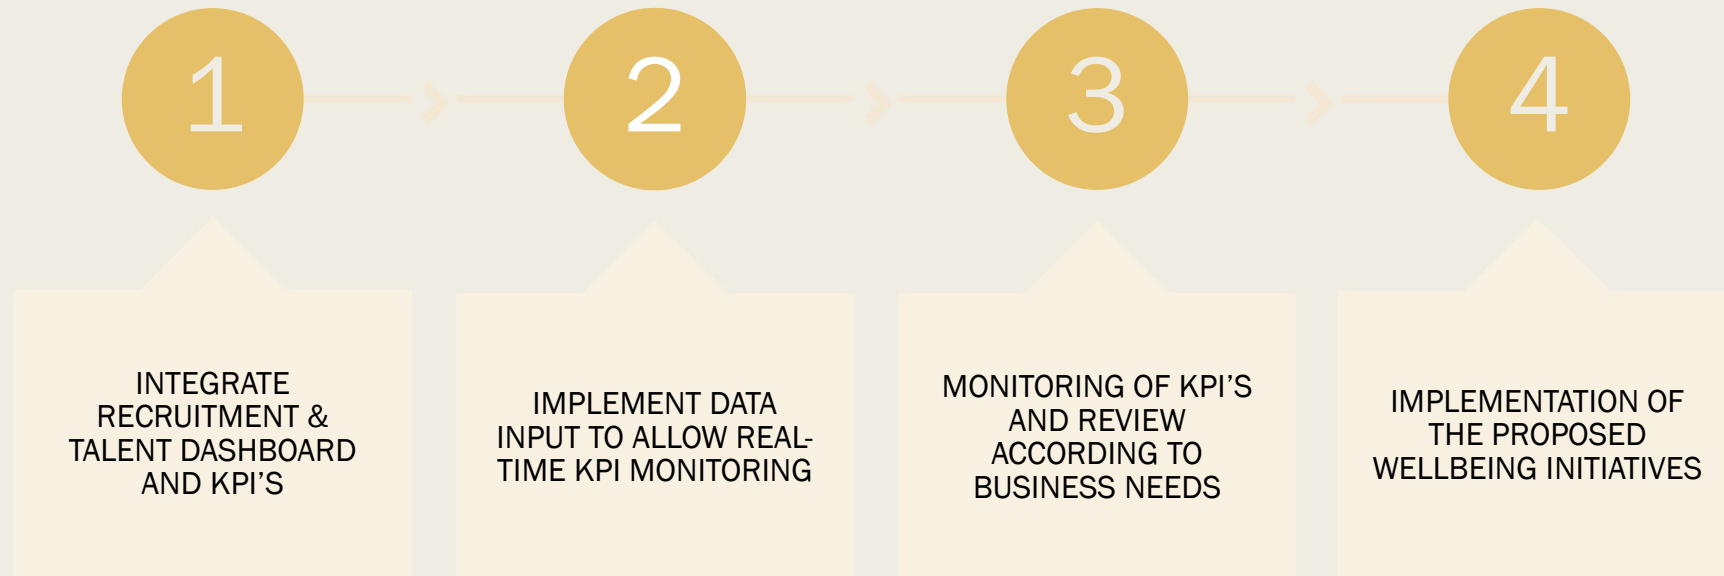 1
2
3
4
INTEGRATE
RECRUITMENT &
TALENT DASHBOARD
AND KPI’S
IMPLEMENT DATA
INPUT TO ALLOW REAL-
TIME KPI MONITORING
MONITORING OF KPI’S
AND REVIEW
ACCORDING TO
BUSINESS NEEDS
IMPLEMENTATION OF
THE PROPOSED
WELLBEING INITIATIVES